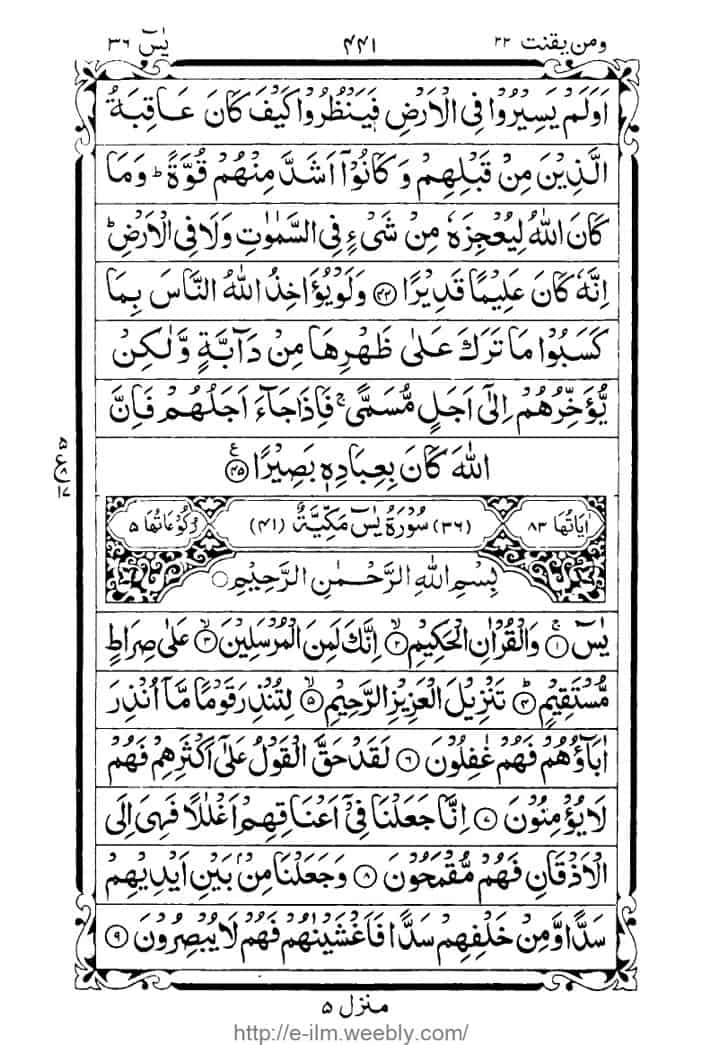 ومن يقنت ٢٢ ٤٤١ يٰسٓ ٣٦
اَوَلَمْ يَسِيْرُوْا فِى الْاَرْضِ فَيَنْظُرُوْا كَيْفَ كَانَ عَاقِبَةُ
الَّذِيْنَ مِنْ قَبْلِهِمْ وَكَانُوْٓا اَشَدَّ مِنْهُمْ قُوَّةً ؕ وَمَا
كَانَ اللّٰهُ لِيُعْجِزَهٗ مِنْ شَىْءٍ فِى السَّمٰوٰتِ وَلَا فِى الْاَرْضِ ؕ
اِنَّهٗ كَانَ عَلِيْمًا قَدِيْرًا ﴿٤٤﴾ وَلَوْ يُؤَاخِذُ اللّٰهُ النَّاسَ بِمَا
كَسَبُوْا مَا تَرَكَ عَلٰى ظَهْرِهَا مِنْ دَآبَّةٍ وَّلٰكِنْ
يُّؤَخِّرُهُمْ اِلٰٓى اَجَلٍ مُّسَمًّى ۚ فَاِذَا جَآءَ اَجَلُهُمْ فَاِنَّ
اللّٰهَ كَانَ بِعِبَادِهٖ بَصِيْرًا ﴿٤٥﴾ ع
اٰيَاتُهَا ٨٣ (٣٦) سُوْرَةُ يٰسٓ مَكِّيَّةٌ (٤١) رُكُوْعَاتُهَا ٥
بِسْمِ اللّٰهِ الرَّحْمٰنِ الرَّحِيْمِ ○
يٰسٓ ۚ ﴿١﴾ وَالْقُرْاٰنِ الْحَكِيْمِ ۙ ﴿٢﴾ اِنَّكَ لَمِنَ الْمُرْسَلِيْنَ ۙ ﴿٣﴾ عَلٰى صِرَاطٍ
مُّسْتَقِيْمٍ ؕ ﴿٤﴾ تَنْزِيْلَ الْعَزِيْزِ الرَّحِيْمِ ۙ ﴿٥﴾ لِتُنْذِرَ قَوْمًا مَّآ اُنْذِرَ
اٰبَآؤُهُمْ فَهُمْ غٰفِلُوْنَ ﴿٦﴾ لَقَدْ حَقَّ الْقَوْلُ عَلٰٓى اَكْثَرِهِمْ فَهُمْ
لَا يُؤْمِنُوْنَ ﴿٧﴾ اِنَّا جَعَلْنَا فِىْٓ اَعْنَاقِهِمْ اَغْلٰلًا فَهِىَ اِلَى
الْاَذْقَانِ فَهُمْ مُّقْمَحُوْنَ ﴿٨﴾ وَجَعَلْنَا مِنْۢ بَيْنِ اَيْدِيْهِمْ
سَدًّا وَّمِنْ خَلْفِهِمْ سَدًّا فَاَغْشَيْنٰهُمْ فَهُمْ لَا يُبْصِرُوْنَ ﴿٩﴾
منزل ٥
http://e-ilm.weebly.com/